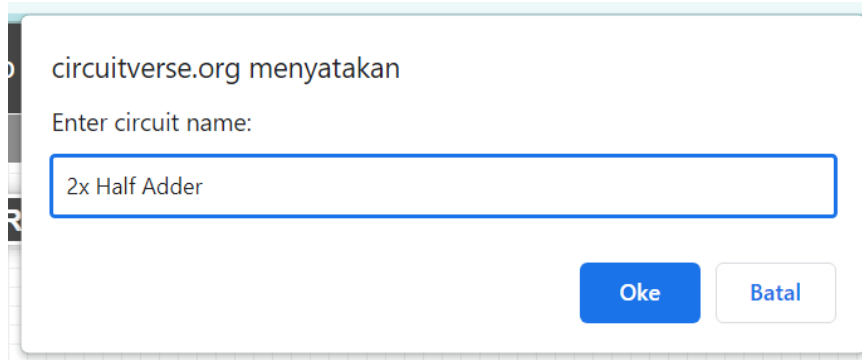 circuitverse.org menyatakan
Enter circuit name:
2x Half Adder
Oke Batal